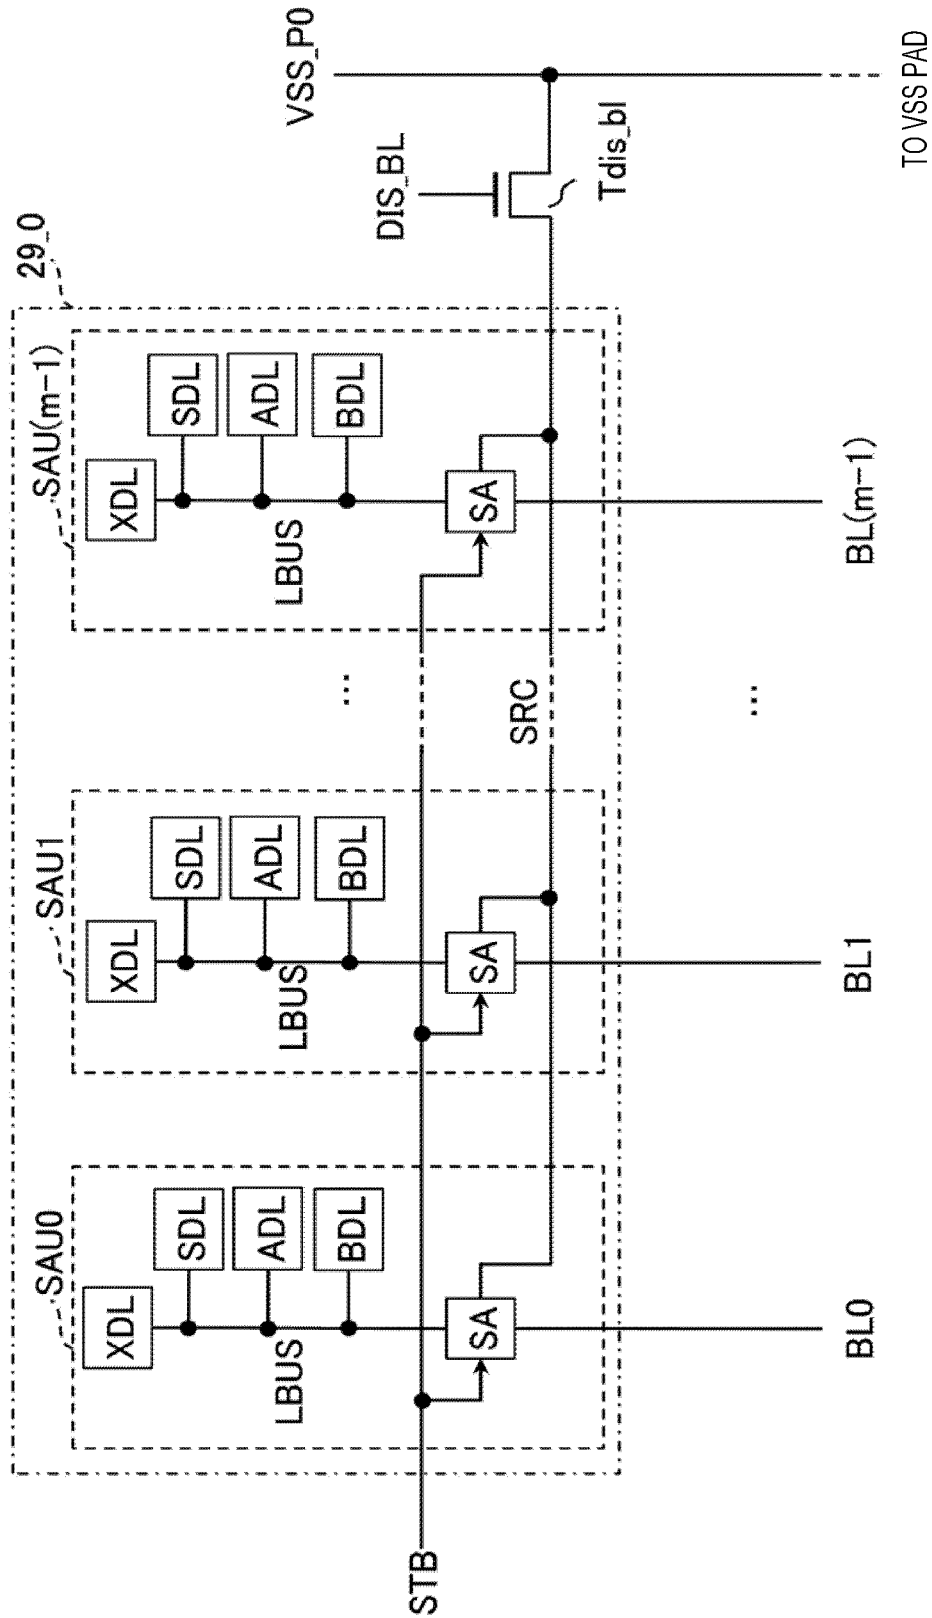 29_0
SAU0
SAU1
SAU(m-1)
XDL
SDL
ADL
BDL
LBUS
SA
XDL
SDL
ADL
BDL
LBUS
SA
...
XDL
SDL
ADL
BDL
LBUS
SA
STB
SRC
DIS_BL
Tdis_bl
VSS_P0
BL0
BL1
...
BL(m-1)
TO VSS PAD